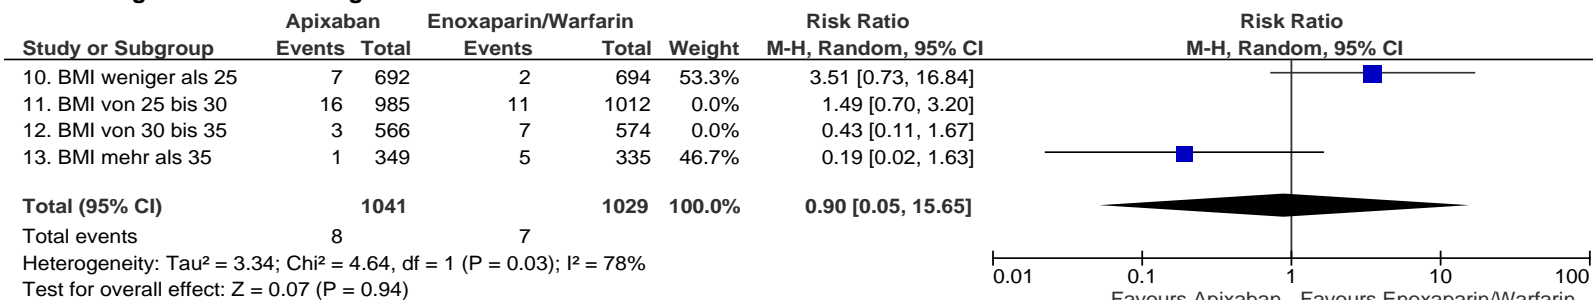 Apixaban Enoxaparin/Warfarin Risk Ratio Risk Ratio
Study or Subgroup Events Total Events Total Weight M-H, Random, 95% CI M-H, Random, 95% CI
10. BMI weniger als 25 7 692 2 694 53.3% 3.51 [0.73, 16.84]
11. BMI von 25 bis 30 16 985 11 1012 0.0% 1.49 [0.70, 3.20]
12. BMI von 30 bis 35 3 566 7 574 0.0% 0.43 [0.11, 1.67]
13. BMI mehr als 35 1 349 5 335 46.7% 0.19 [0.02, 1.63]
Total (95% CI) 1041 1029 100.0% 0.90 [0.05, 15.65]
Total events 8 7
Heterogeneity: Tau² = 3.34; Chi² = 4.64, df = 1 (P = 0.03); I² = 78%
Test for overall effect: Z = 0.07 (P = 0.94)
0.01 0.1 1 10 100
Favours Apixaban Favours Enoxaparin/Warfarin